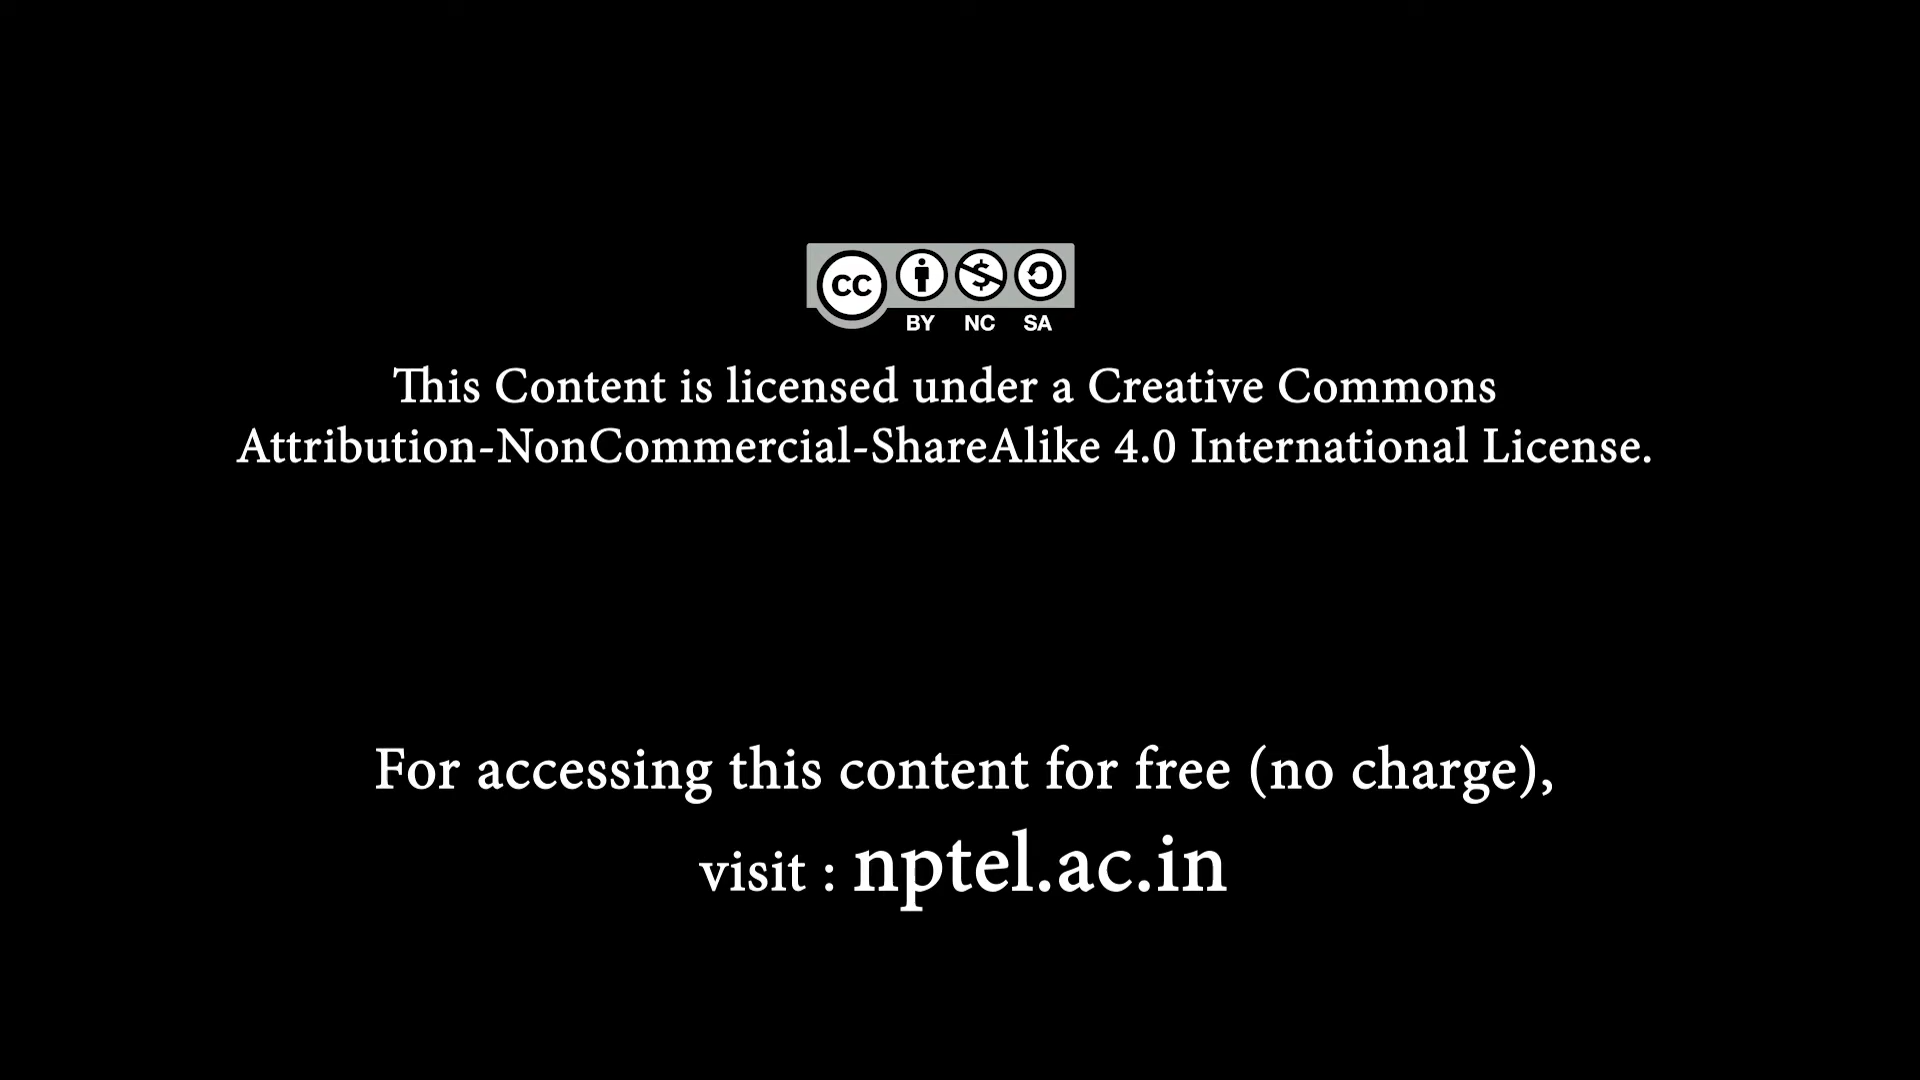 cc
BY NC SA
This Content is licensed under a Creative Commons
Attribution-NonCommercial-ShareAlike 4.0 International License.
For accessing this content for free (no charge),
visit : nptel.ac.in